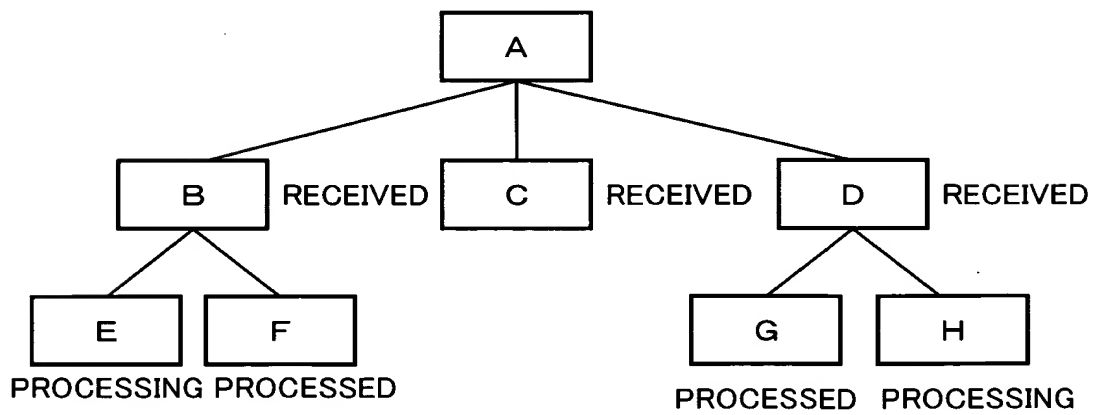 A
B RECEIVED C RECEIVED D RECEIVED
E F G H
PROCESSING PROCESSED PROCESSED PROCESSING